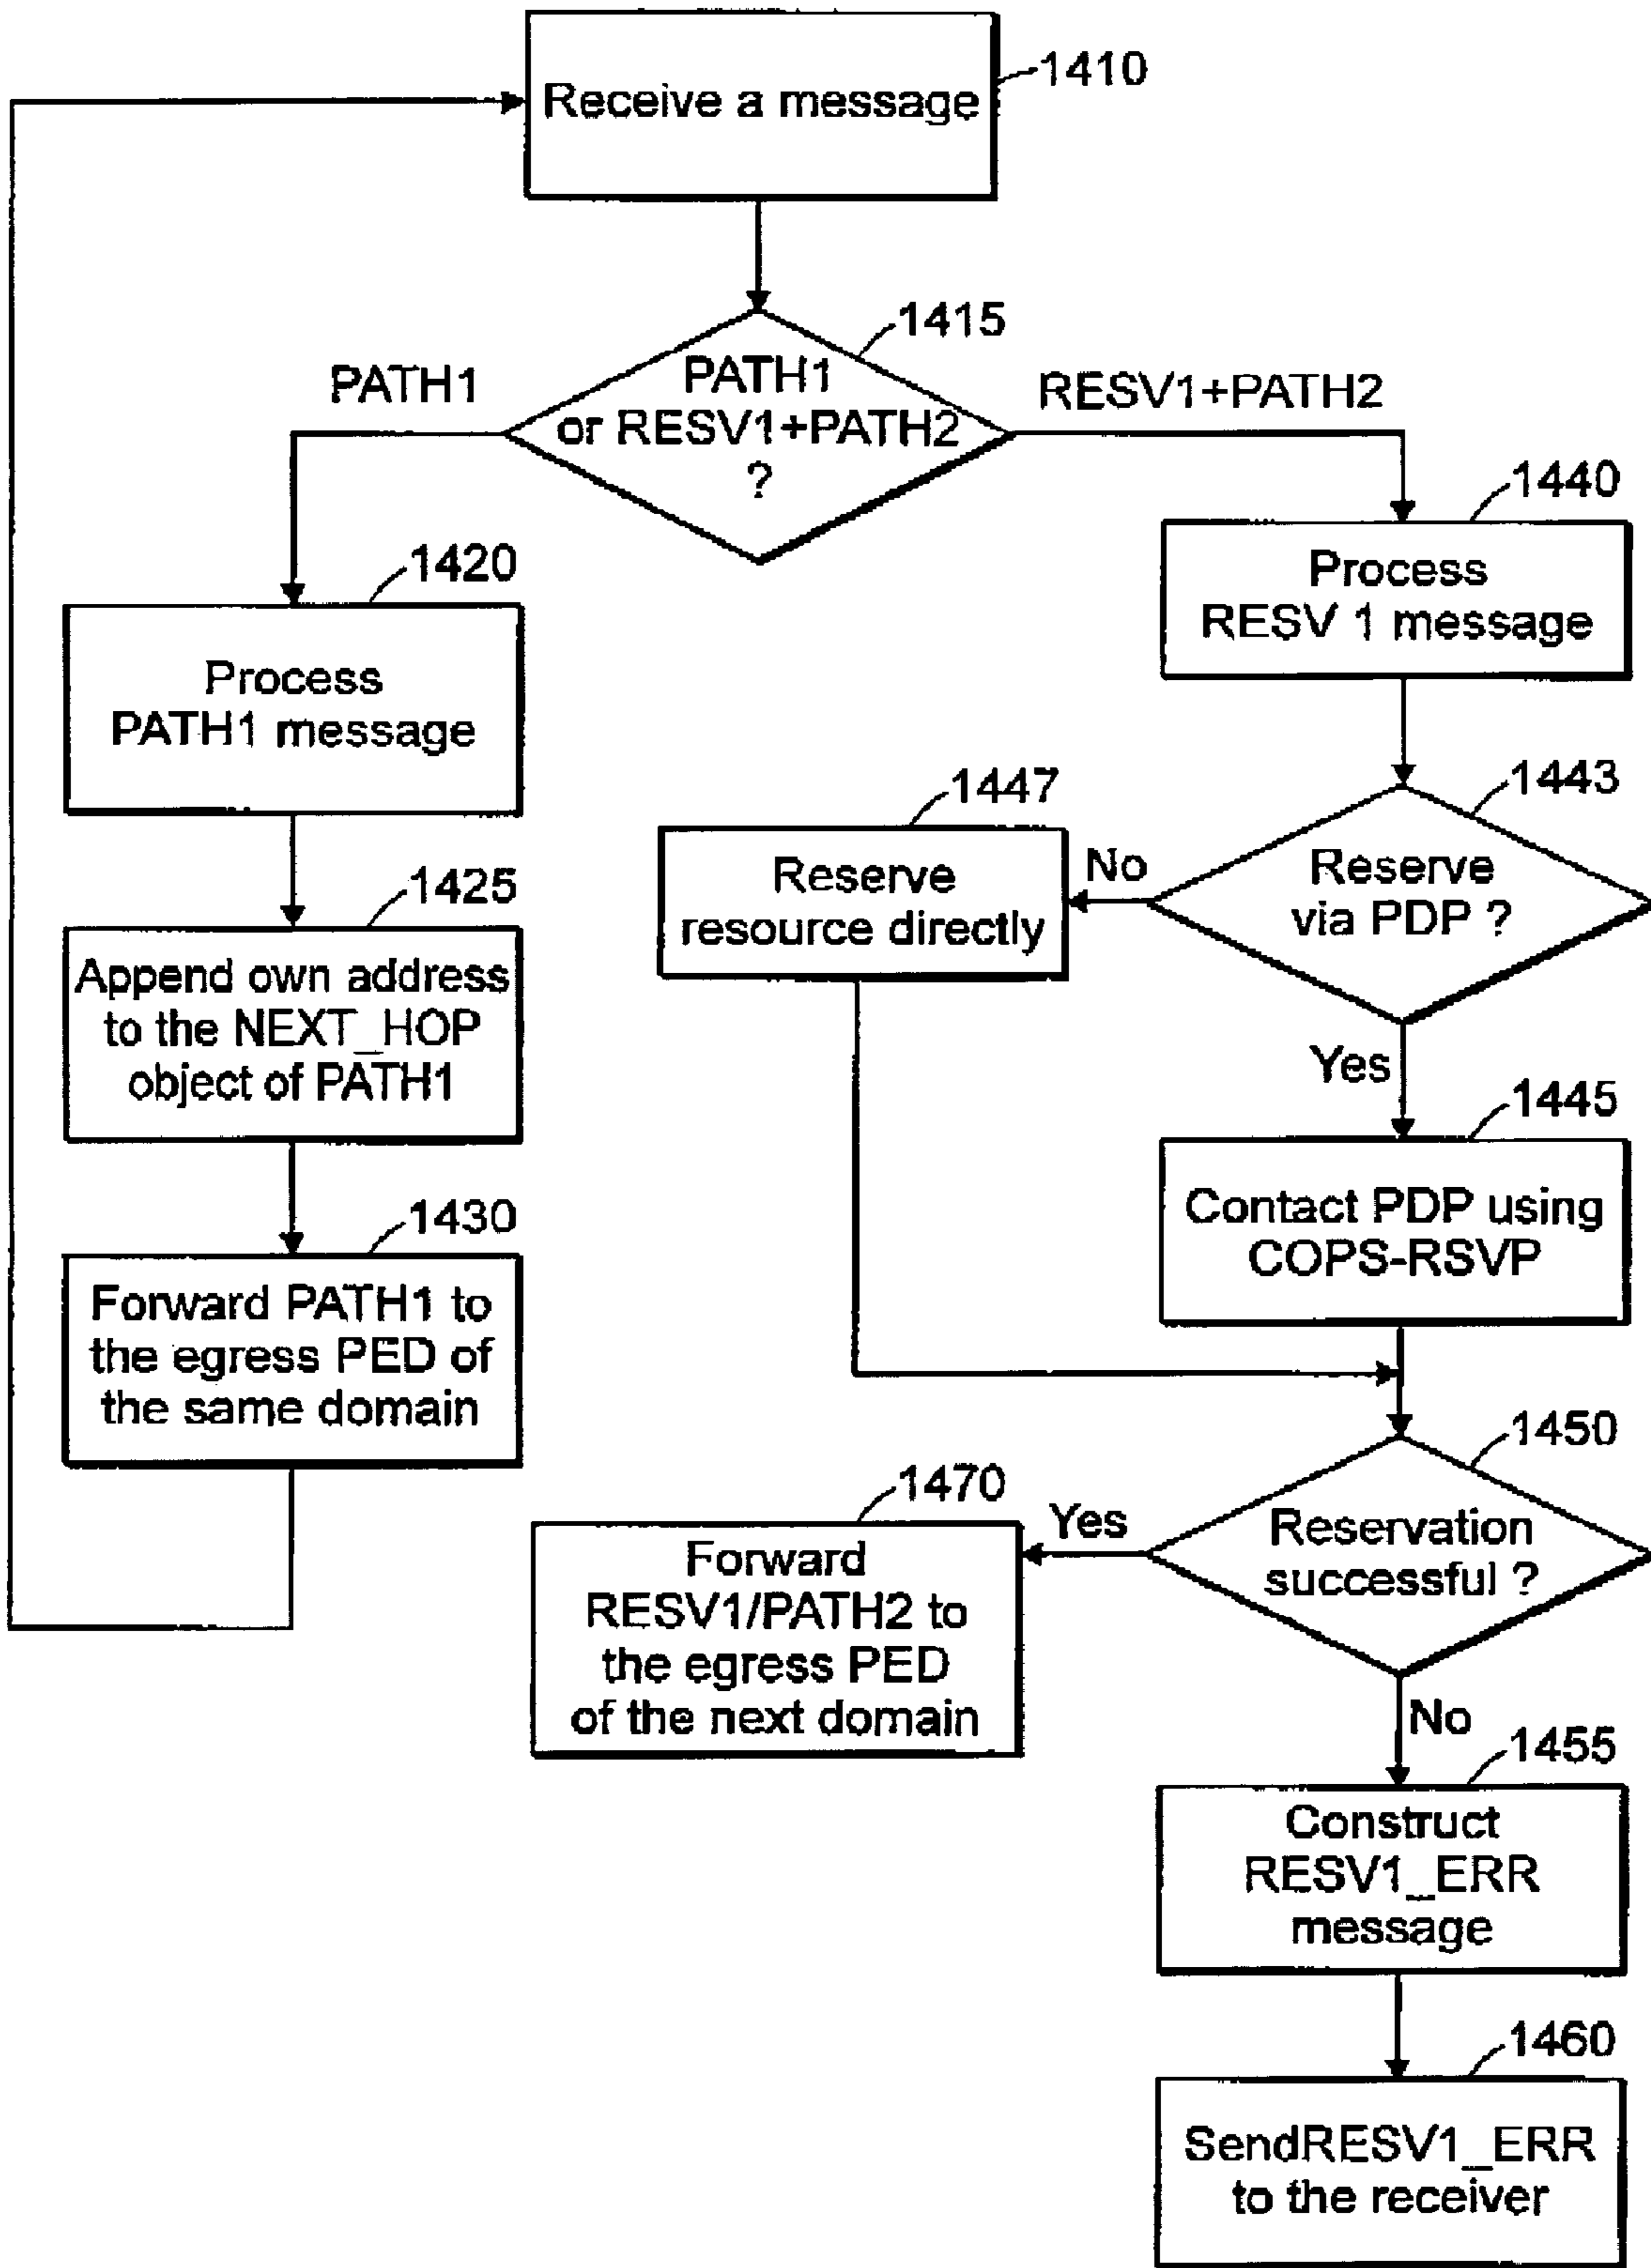 Receive a message
1410
1415
PATH1
PATH1
or RESV1+PATH2
?
RESV1+PATH2
1420
Process
PATH1 message
1425
Append own address
to the NEXT_HOP
object of PATH1
1430
Forward PATH1 to
the egress PED of
the same domain
1440
Process
RESV 1 message
1443
Reserve
via PDP ?
No
1447
Reserve
resource directly
Yes
1445
Contact PDP using
COPS-RSVP
1450
Reservation
successful ?
Yes
1470
Forward
RESV1/PATH2 to
the egress PED
of the next domain
No
1455
Construct
RESV1_ERR
message
1460
SendRESV1_ERR
to the receiver